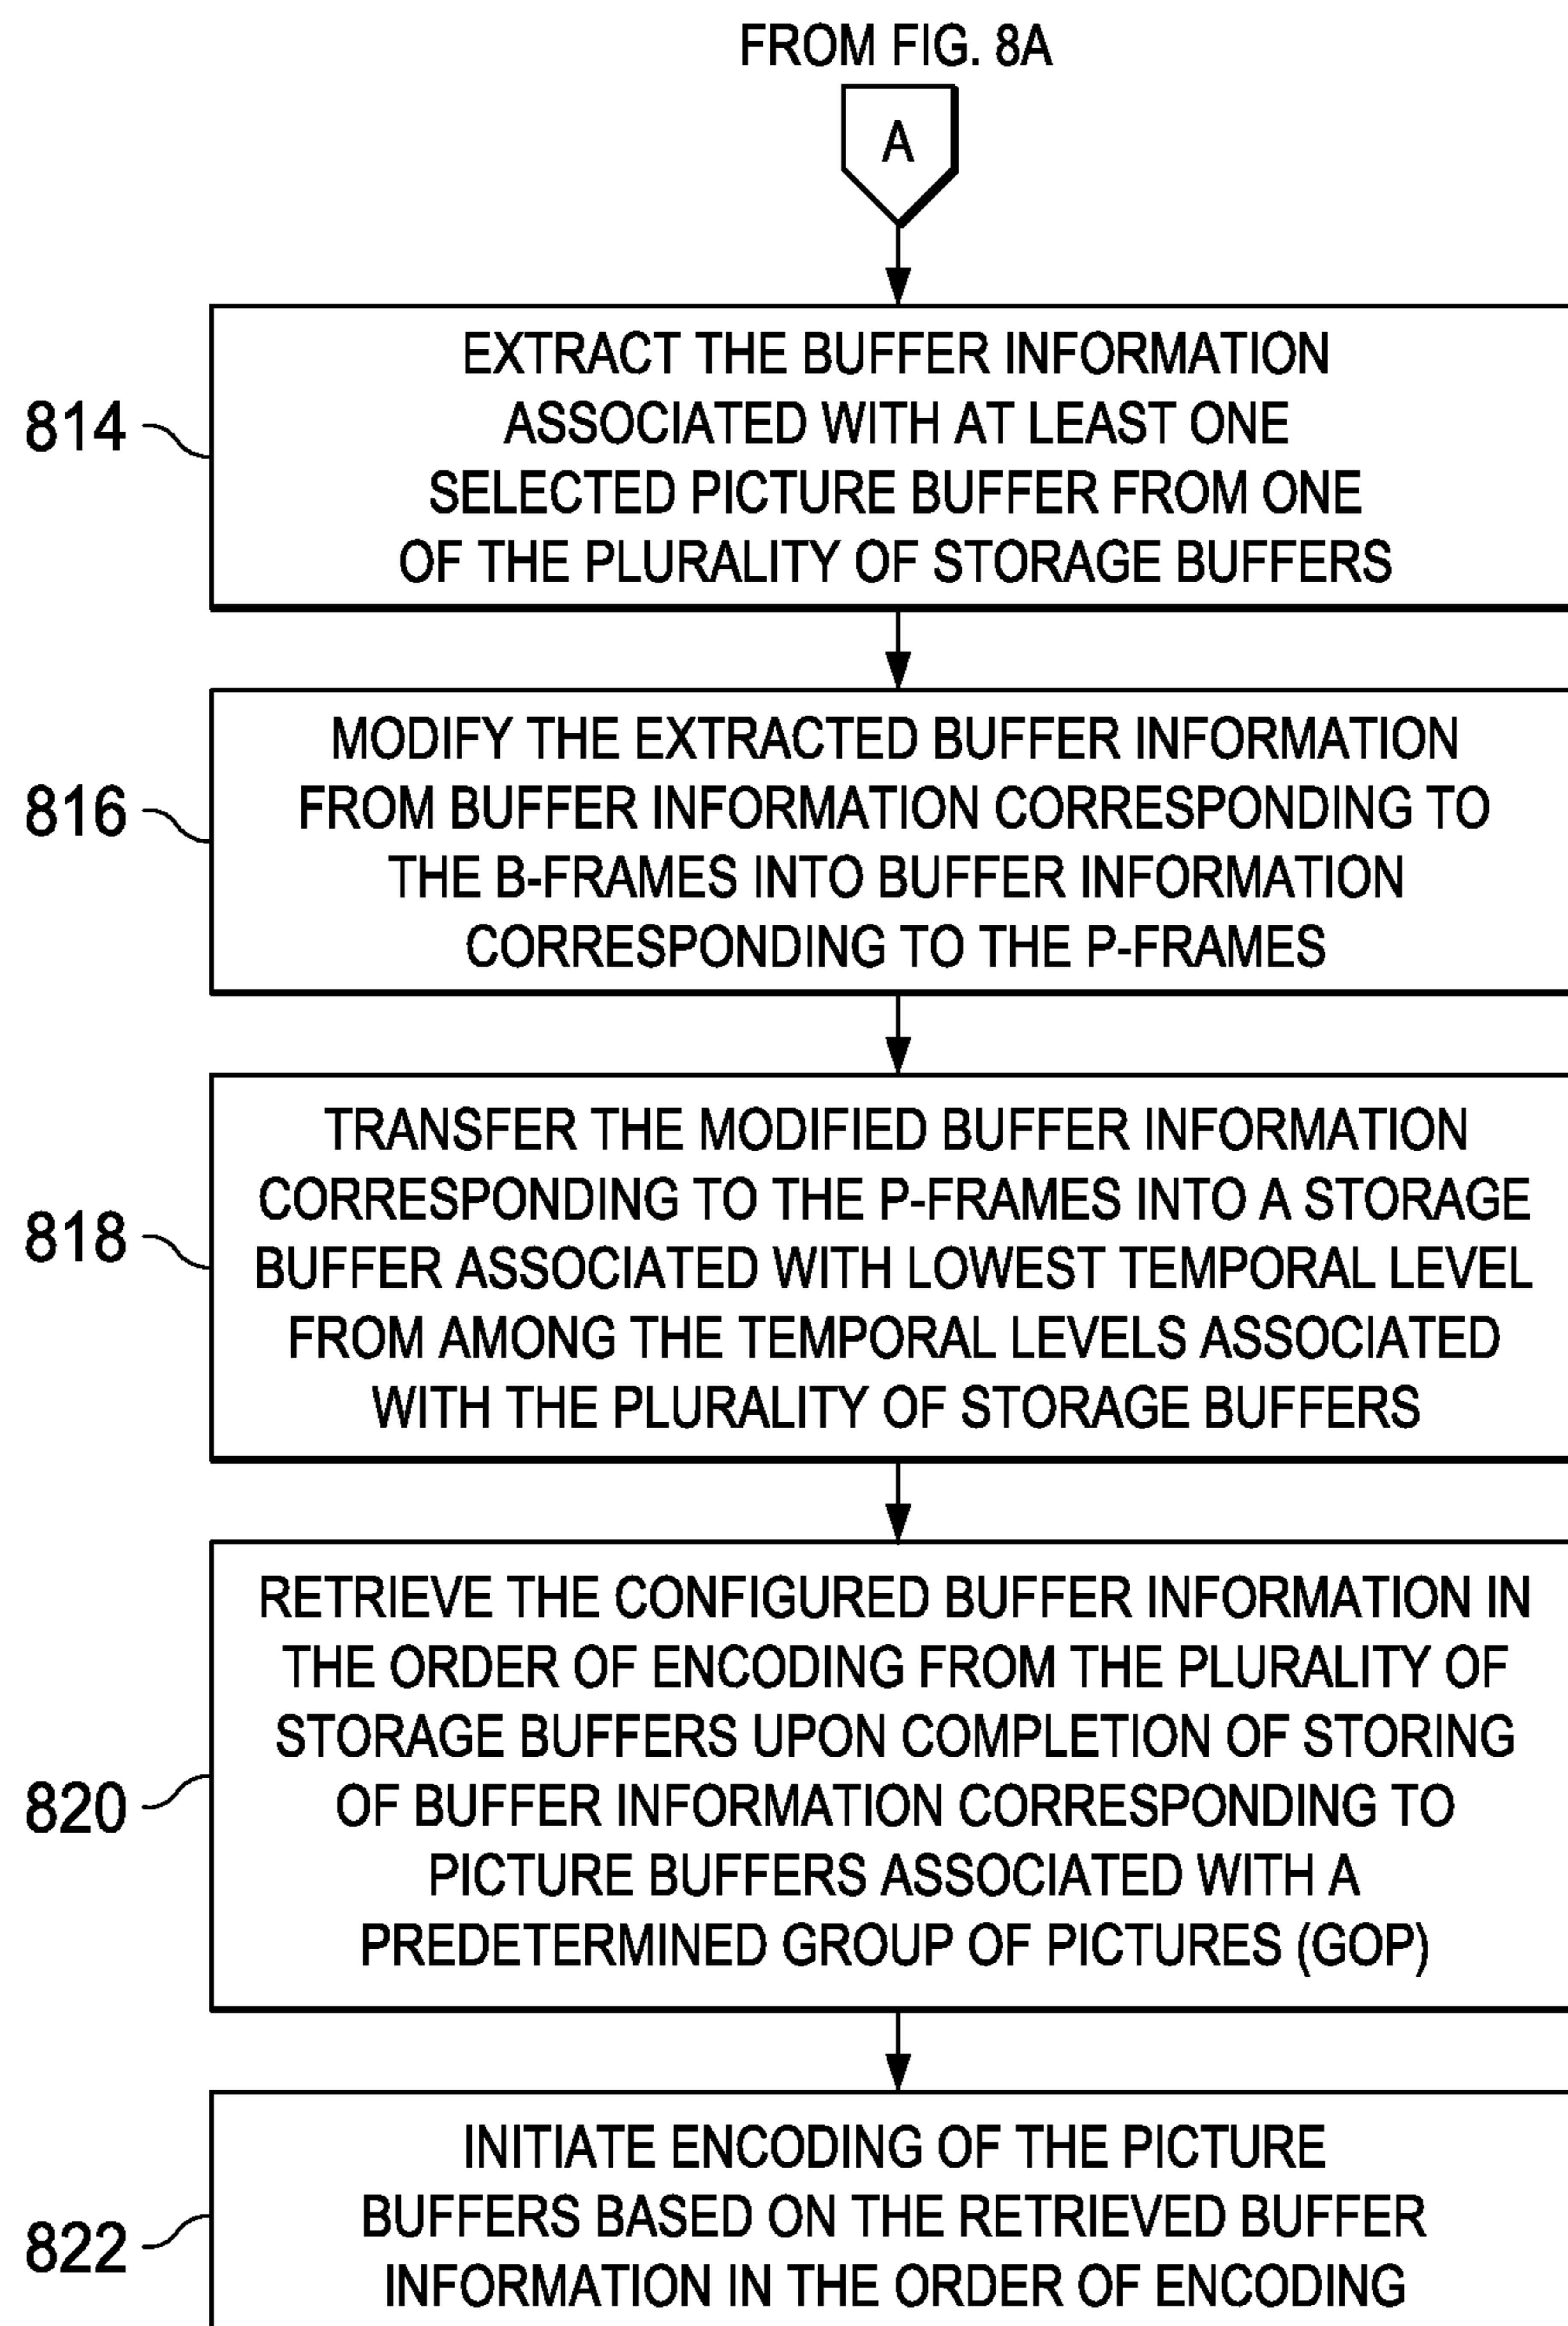 FROM FIG. 8A
A
814
EXTRACT THE BUFFER INFORMATION
ASSOCIATED WITH AT LEAST ONE
SELECTED PICTURE BUFFER FROM ONE
OF THE PLURALITY OF STORAGE BUFFERS
816
MODIFY THE EXTRACTED BUFFER INFORMATION
FROM BUFFER INFORMATION CORRESPONDING TO
THE B-FRAMES INTO BUFFER INFORMATION
CORRESPONDING TO THE P-FRAMES
818
TRANSFER THE MODIFIED BUFFER INFORMATION
CORRESPONDING TO THE P-FRAMES INTO A STORAGE
BUFFER ASSOCIATED WITH LOWEST TEMPORAL LEVEL
FROM AMONG THE TEMPORAL LEVELS ASSOCIATED
WITH THE PLURALITY OF STORAGE BUFFERS
820
RETRIEVE THE CONFIGURED BUFFER INFORMATION IN
THE ORDER OF ENCODING FROM THE PLURALITY OF
STORAGE BUFFERS UPON COMPLETION OF STORING
OF BUFFER INFORMATION CORRESPONDING TO
PICTURE BUFFERS ASSOCIATED WITH A
PREDETERMINED GROUP OF PICTURES (GOP)
822
INITIATE ENCODING OF THE PICTURE
BUFFERS BASED ON THE RETRIEVED BUFFER
INFORMATION IN THE ORDER OF ENCODING